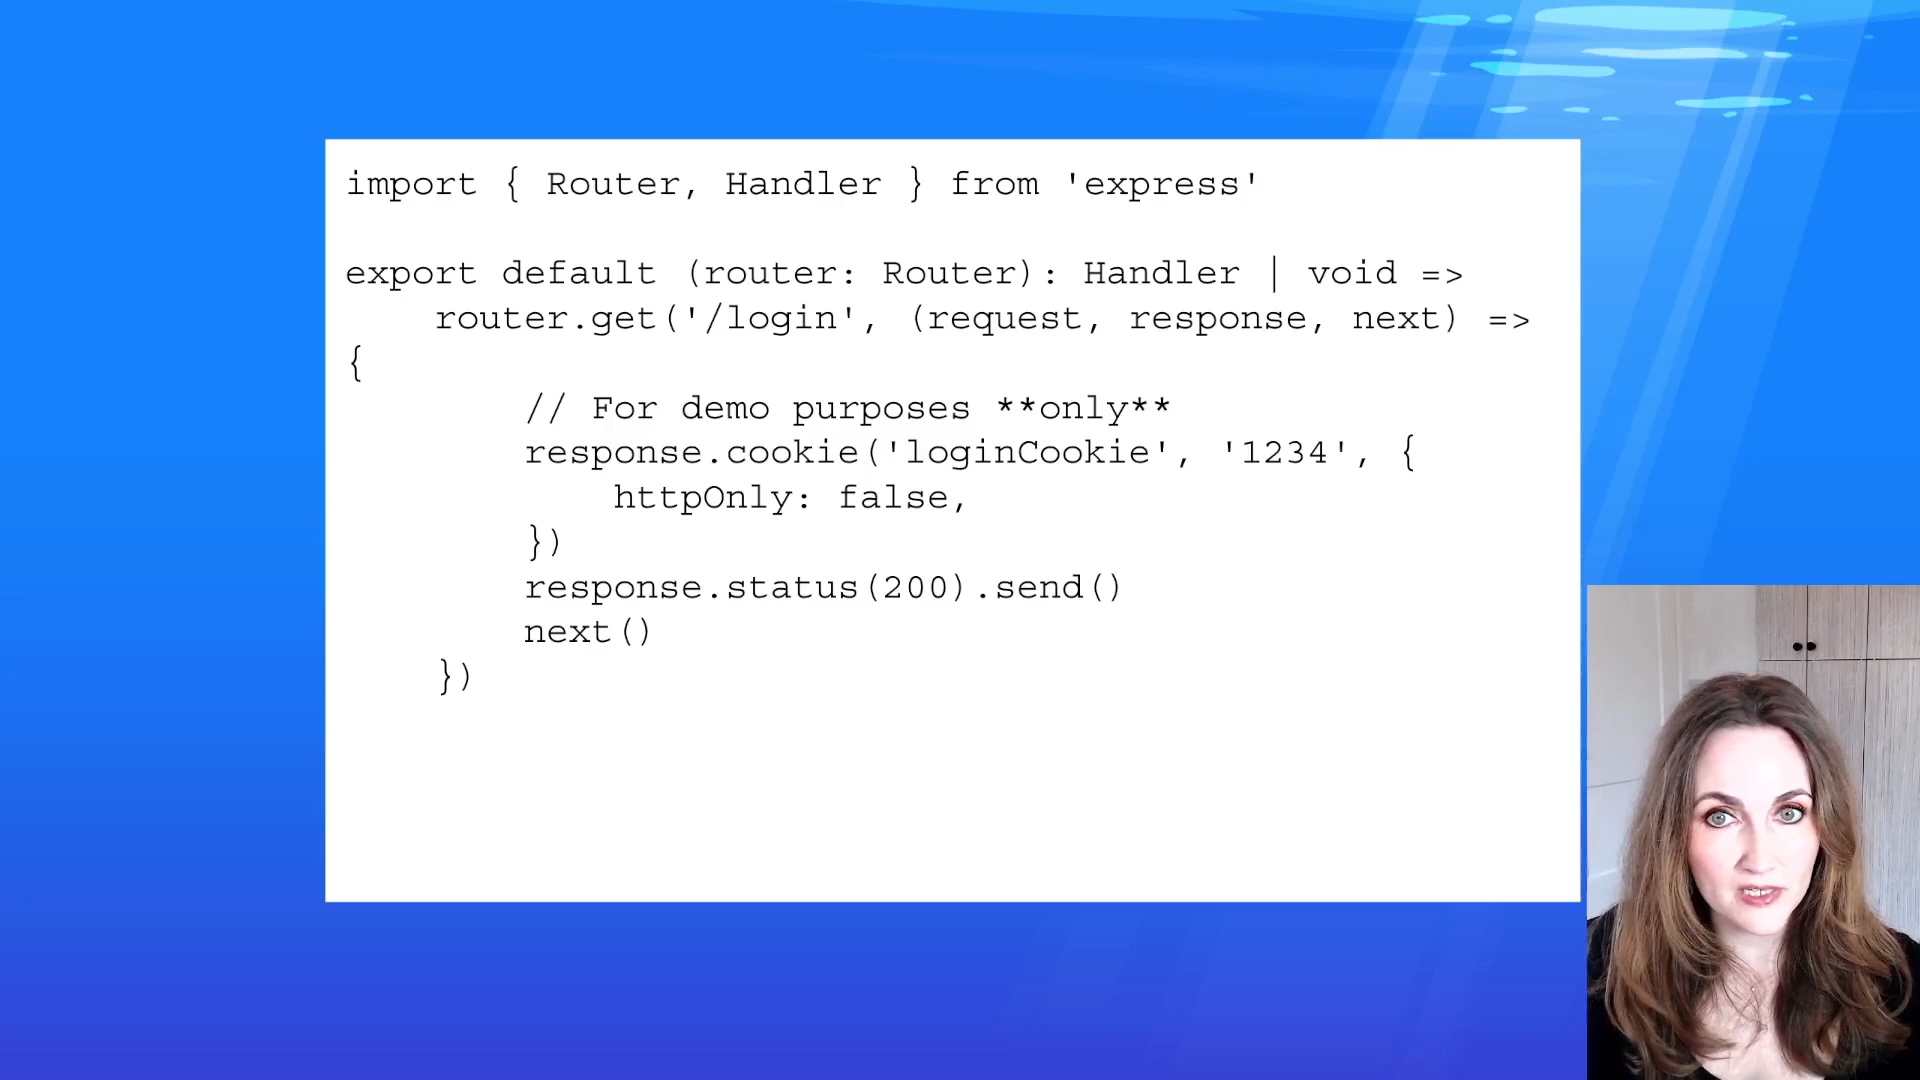 import { Router, Handler } from 'express'
export default (router: Router): Handler | void =>
router.get('/login', (request, response, next) =>
{
// For demo purposes **only**
response.cookie('loginCookie', '1234', {
httpOnly: false,
})
response.status(200).send()
next()
})